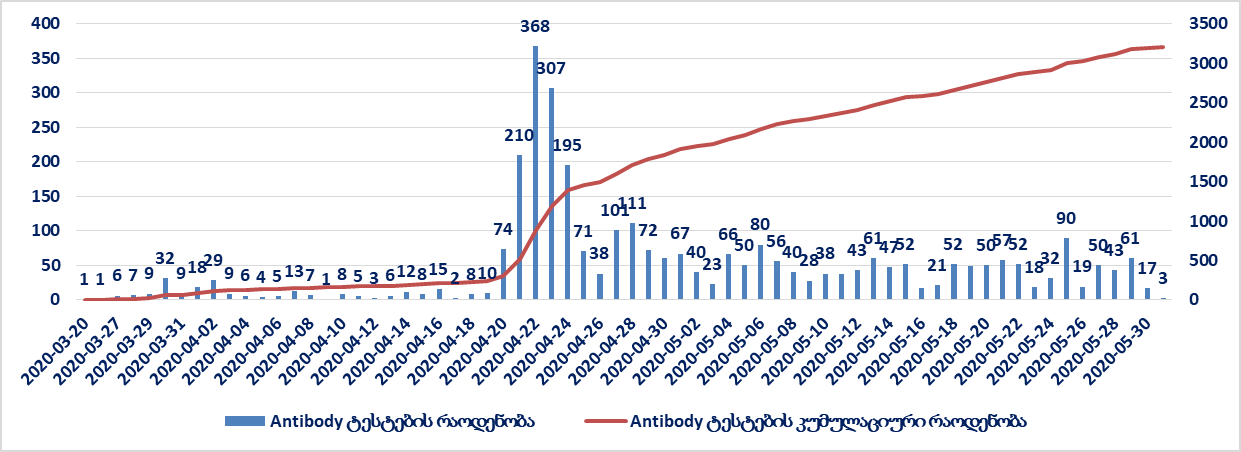 400 350 300 250 200 150 100 50 0
1 1 6 7 9 32 9 18 29 9 6 4 5 13 7 1 8 5 3 6 12 8 15 2 8 10 74 210 368 307 195 71 38 101 111 72 67 40 23 66 50 80 56 40 28 38 43 61 47 52 21 52 50 57 52 18 32 90 19 50 43 61 17 3
3500 3000 2500 2000 1500 1000 500 0
2020-03-20 2020-03-27 2020-03-29 2020-03-31 2020-04-02 2020-04-04 2020-04-06 2020-04-08 2020-04-10 2020-04-12 2020-04-14 2020-04-16 2020-04-18 2020-04-20 2020-04-22 2020-04-24 2020-04-26 2020-04-28 2020-04-30 2020-05-02 2020-05-04 2020-05-06 2020-05-08 2020-05-10 2020-05-12 2020-05-14 2020-05-16 2020-05-18 2020-05-20 2020-05-22 2020-05-24 2020-05-26 2020-05-28 2020-05-30
Antibody ტესტების რაოდენობა Antibody ტესტების კუმულაციური რაოდენობა